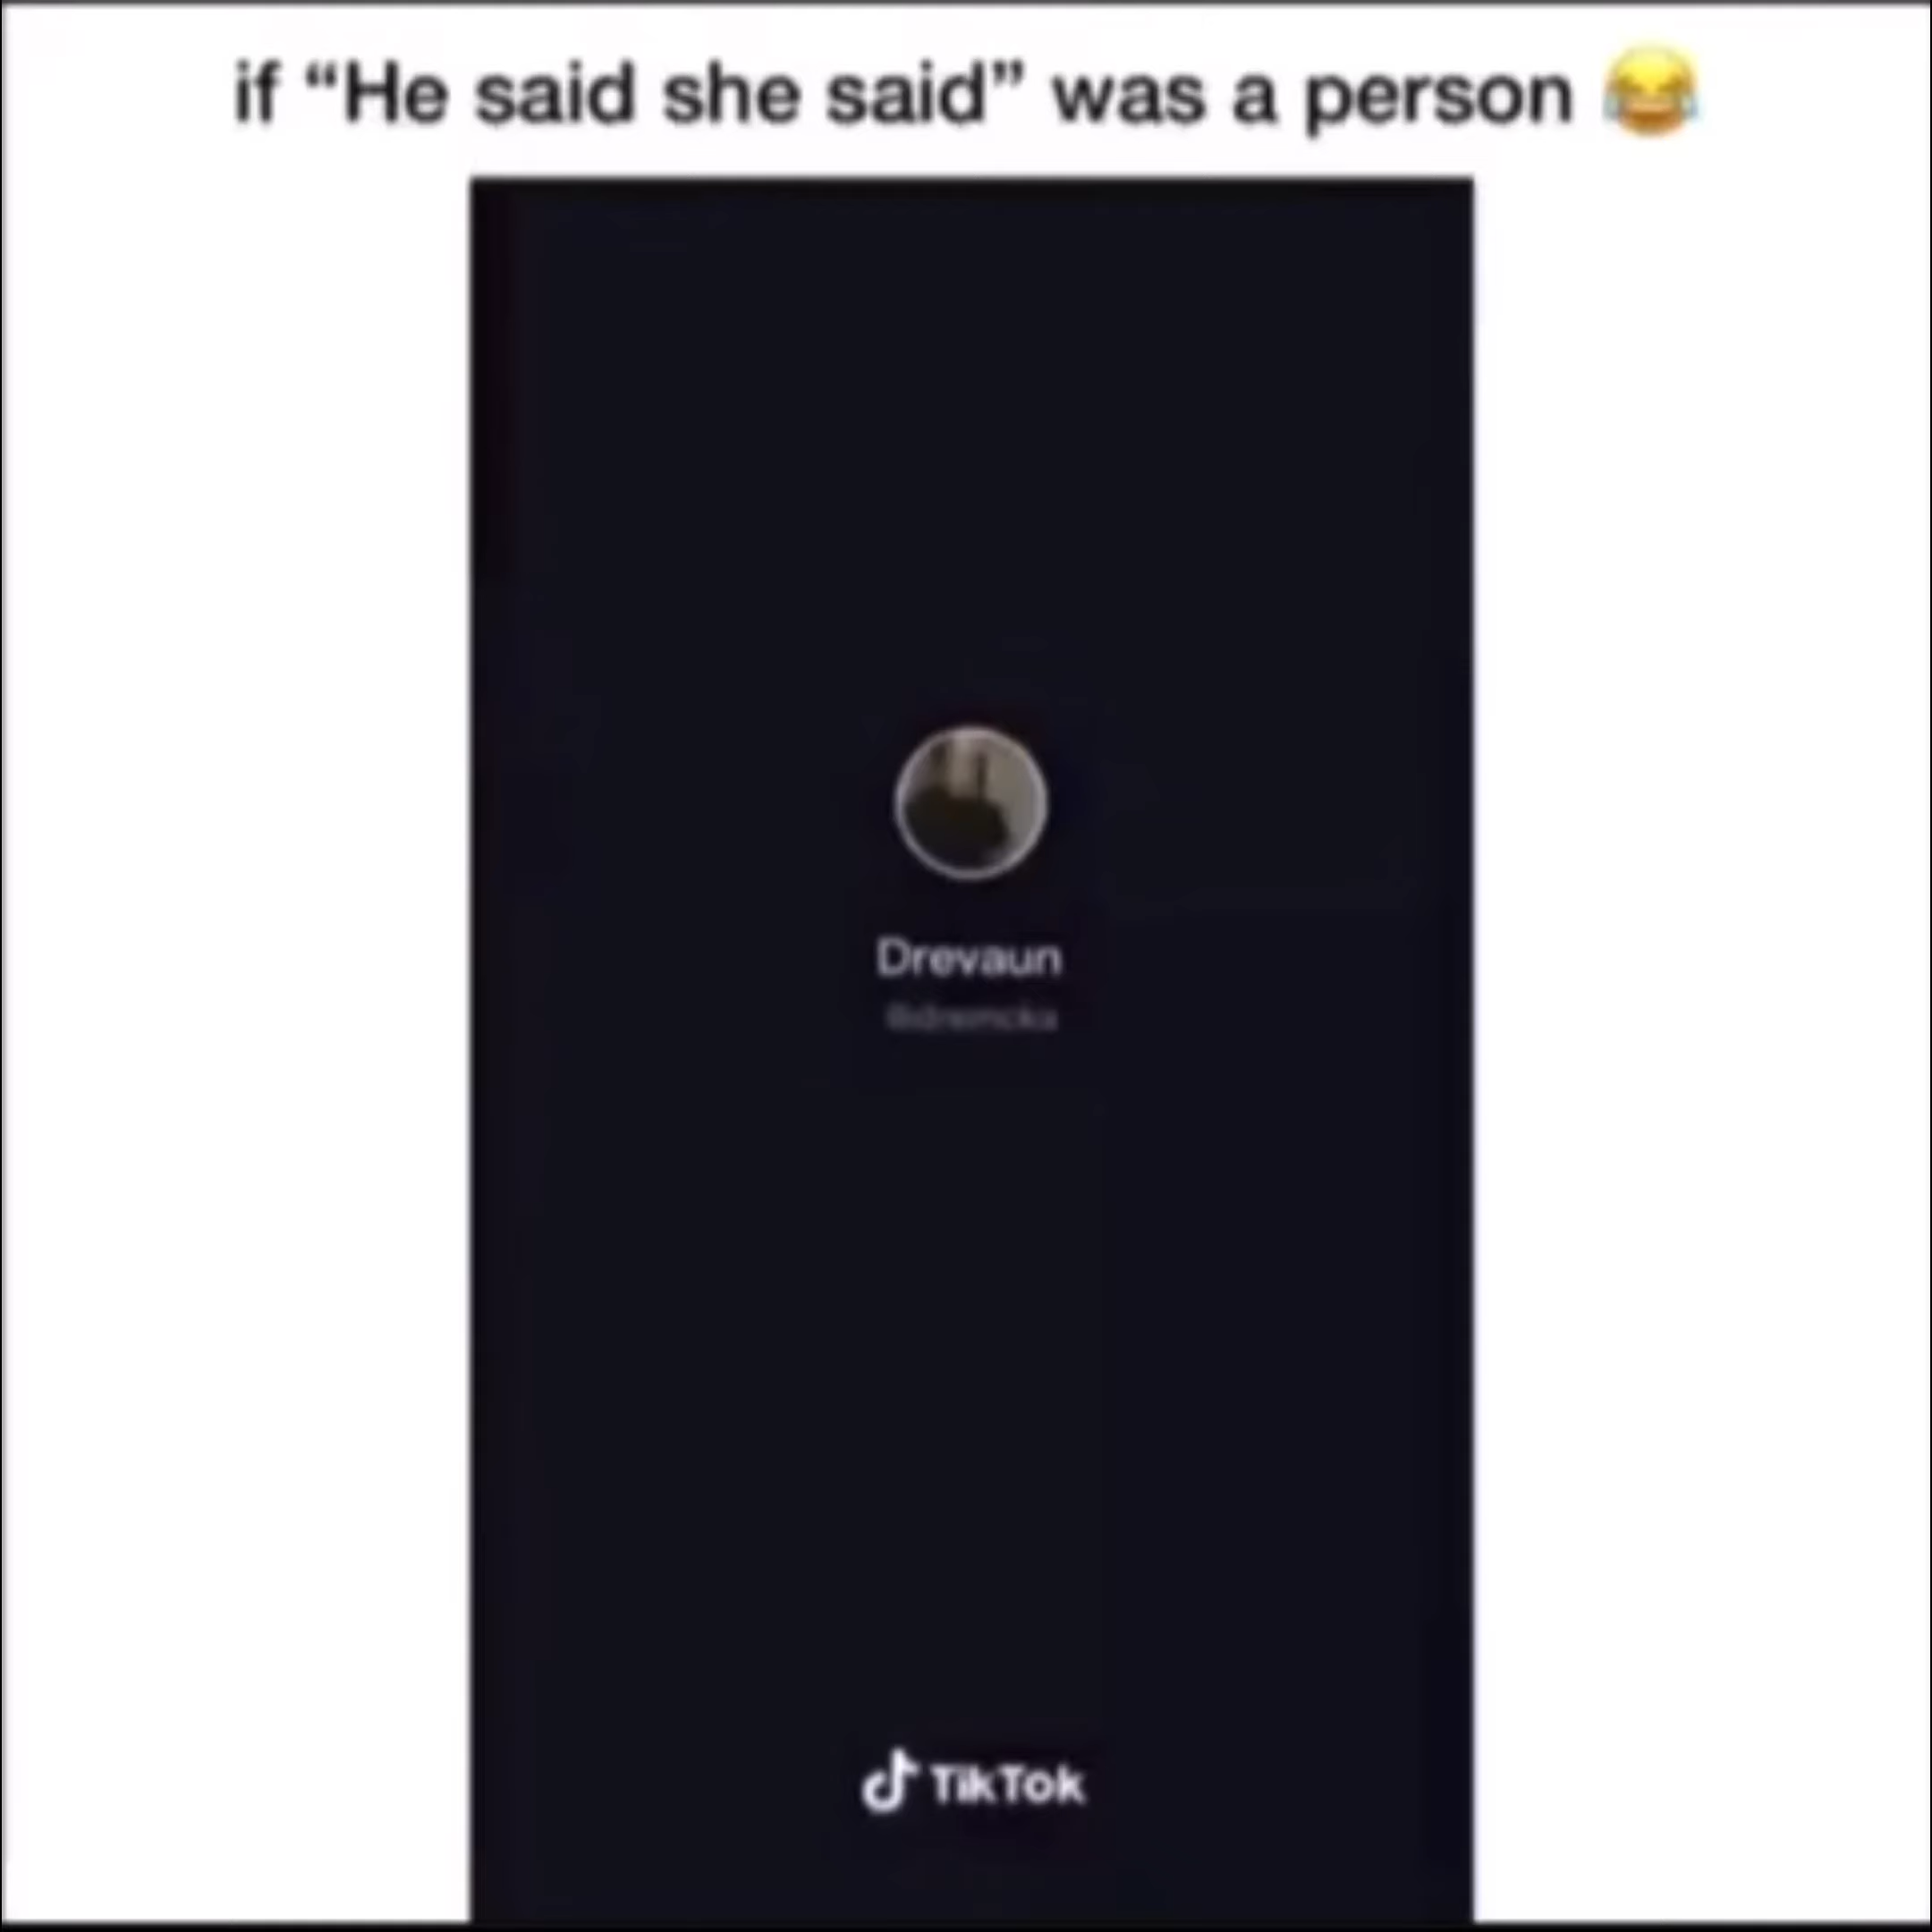 if “He said she said” was a person 😂
Drevaun
TikTok